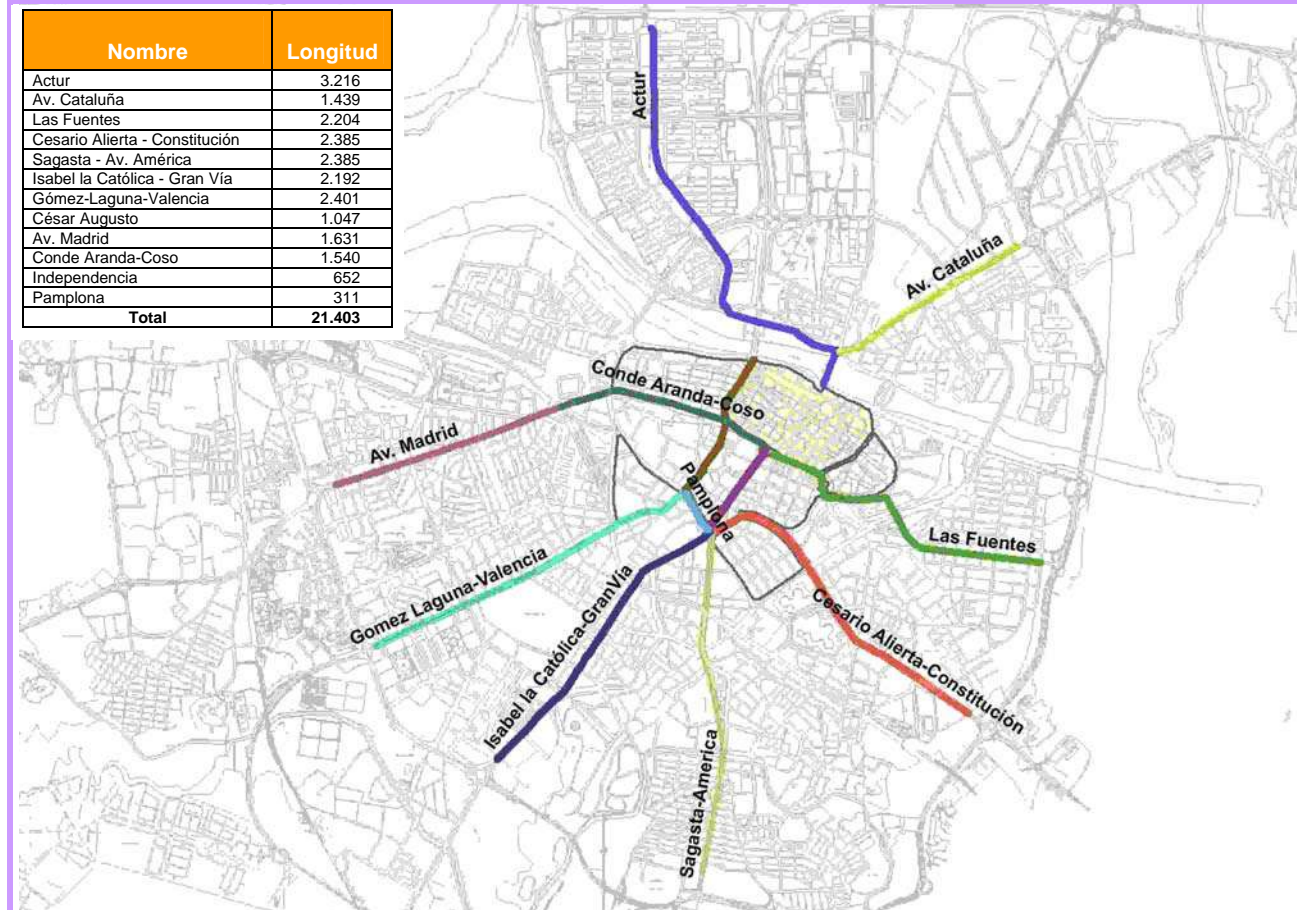 Nombre Longitud
Actur 3.216
Av. Cataluña 1.439
Las Fuentes 2.204
Cesario Alierta - Constitución 2.385
Sagasta - Av. América 2.385
Isabel la Católica - Gran Vía 2.192
Gómez-Laguna-Valencia 2.401
César Augusto 1.047
Av. Madrid 1.631
Conde Aranda-Coso 1.540
Independencia 652
Pamplona 311
Total 21.403
Actur
Av. Cataluña
Conde Aranda-Coso
Av. Madrid
Pamplona
Las Fuentes
Gomez Laguna-Valencia
Isabel la Católica-GranVía
Cesario Alierta-Constitución
Sagasta-America